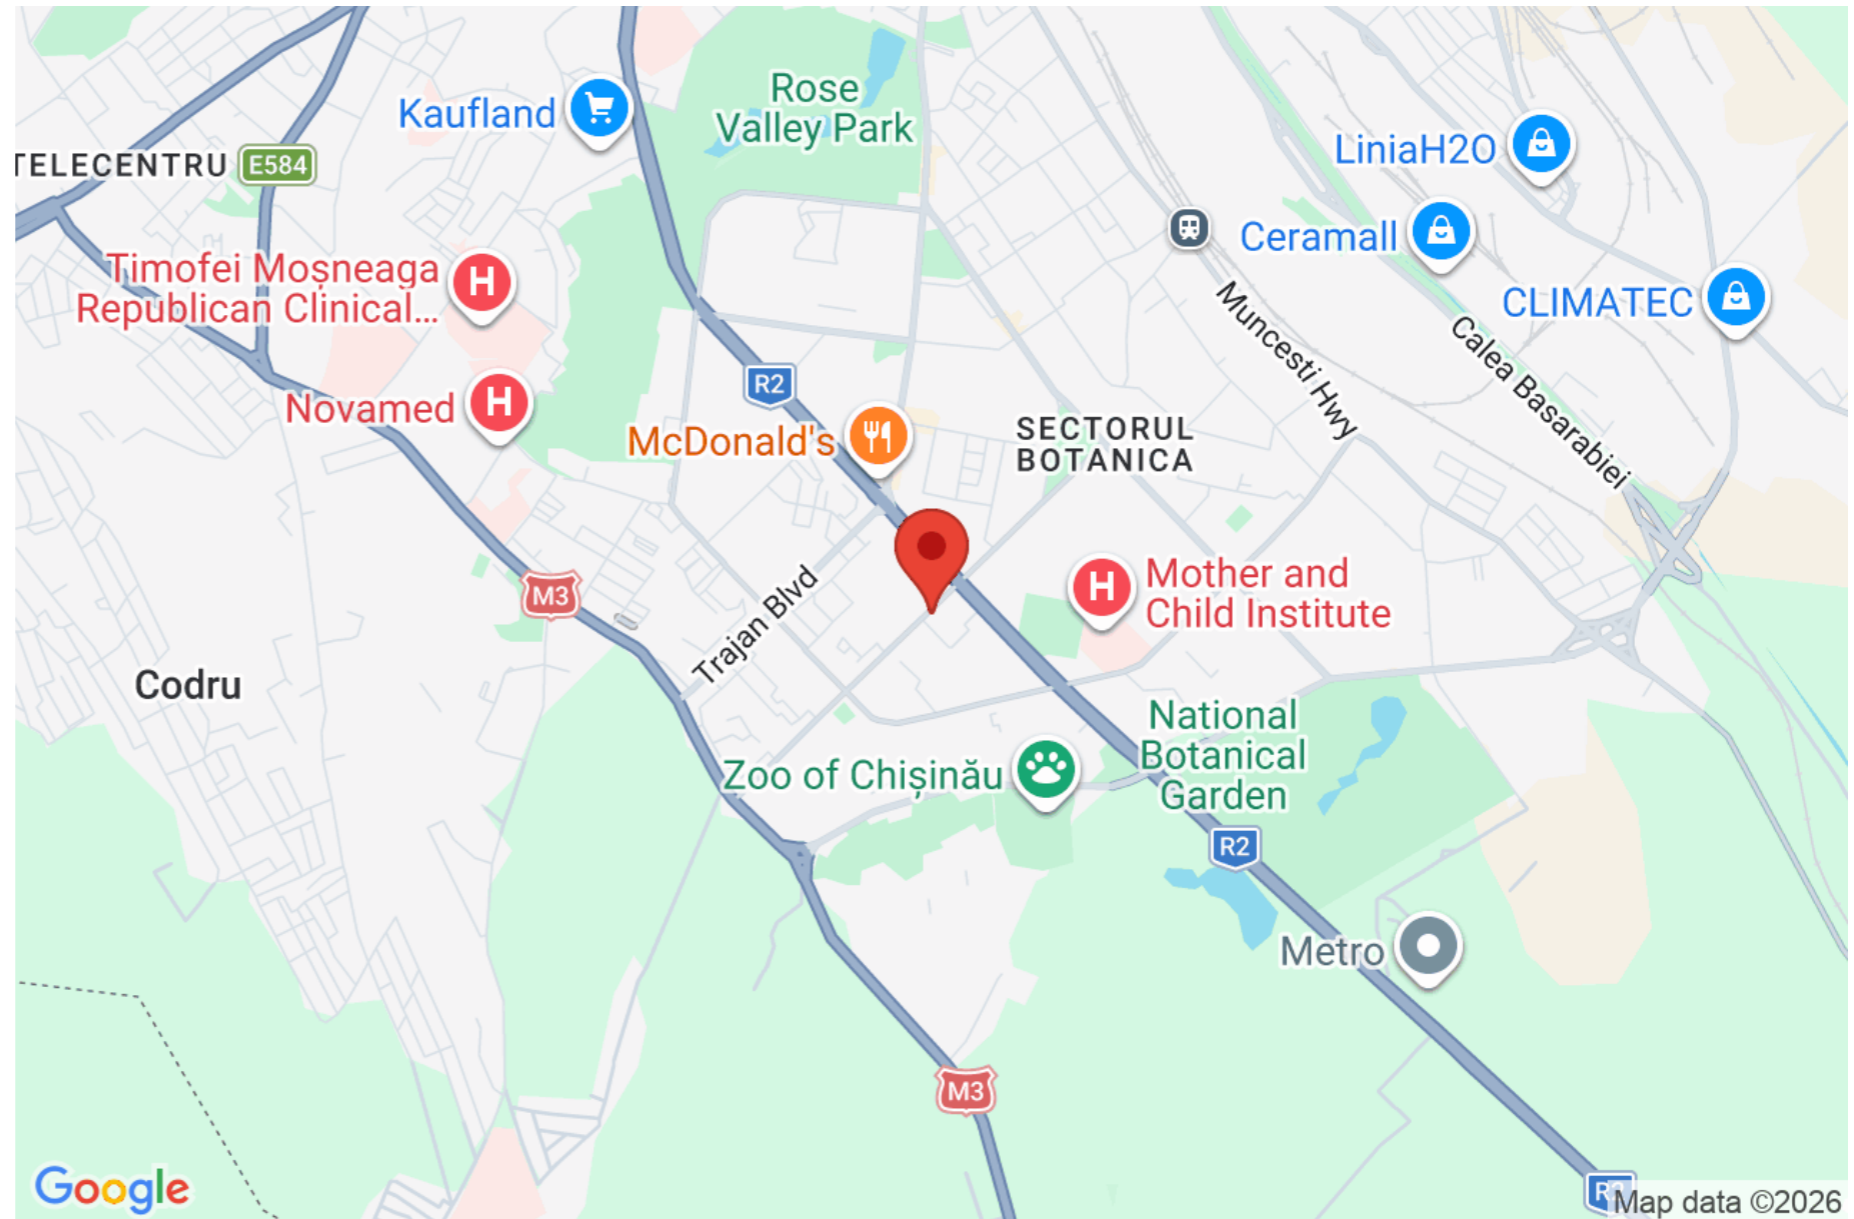 Rose
Valley Park
Kaufland
TELECENTRU
E584
LiniaH2O
Ceramall
CLIMATEC
Timofei Moșneaga
Republican Clinical...
Muncesti Hwy
Calea Basarabiei
R2
Novamed
McDonald's
SECTORUL
BOTANICA
Trajan Blvd
M3
Mother and
Child Institute
Codru
National
Botanical
Garden
Zoo of Chișinău
R2
Metro
M3
Google
Map data ©2026